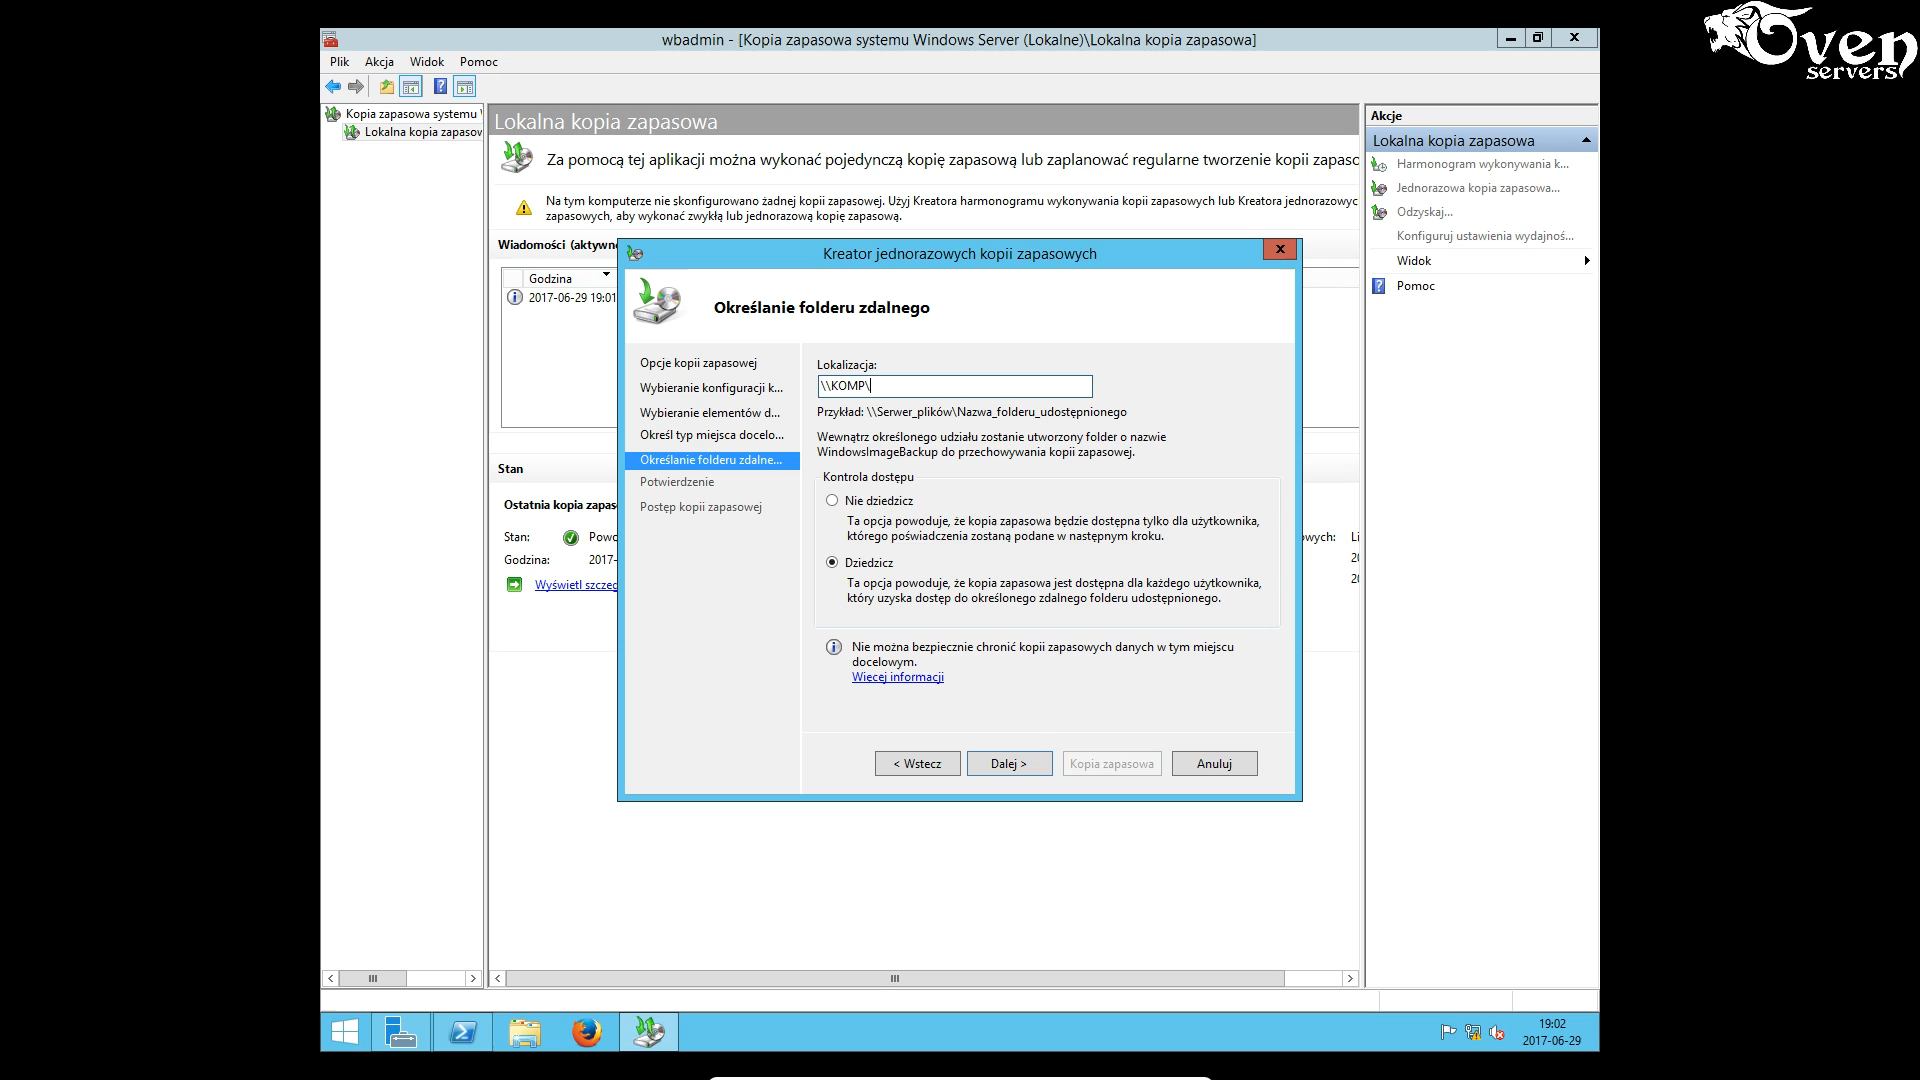 Oven
servers
wbadmin - [Kopia zapasowa systemu Windows Server (Lokalne)\Lokalna kopia zapasowa]
Plik Akcja Widok Pomoc
Kopia zapasowa systemu
Lokalna kopia zapasow
Lokalna kopia zapasowa
Za pomocą tej aplikacji można wykonać pojedynczą kopię zapasową lub zaplanować regularne tworzenie kopii zapaso
Na tym komputerze nie skonfigurowano żadnej kopii zapasowej. Użyj Kreatora harmonogramu wykonywania kopii zapasowych lub Kreatora jednorazowyc
zapasowych, aby wykonać zwykłą lub jednorazową kopię zapasową.
Wiadomości (aktywn
Godzina
2017-06-29 19:01
Stan
Ostatnia kopia zapas
Stan: Powo
Godzina: 2017-
Wyświetl szczeg
owych: Li
20
20
Kreator jednorazowych kopii zapasowych
Określanie folderu zdalnego
Opcje kopii zapasowej
Wybieranie konfiguracji k...
Wybieranie elementów d...
Określ typ miejsca docelo...
Określanie folderu zdalne...
Potwierdzenie
Postęp kopii zapasowej
Lokalizacja:
\\KOMP\
Przykład: \\Serwer_plików\Nazwa_folderu_udostępnionego
Wewnątrz określonego udziału zostanie utworzony folder o nazwie
WindowsImageBackup do przechowywania kopii zapasowej.
Kontrola dostępu
Nie dziedzicz
Ta opcja powoduje, że kopia zapasowa będzie dostępna tylko dla użytkownika,
którego poświadczenia zostaną podane w następnym kroku.
Dziedzicz
Ta opcja powoduje, że kopia zapasowa jest dostępna dla każdego użytkownika,
który uzyska dostęp do określonego zdalnego folderu udostępnionego.
Nie można bezpiecznie chronić kopii zapasowych danych w tym miejscu
docelowym.
Więcej informacji
< Wstecz Dalej > Kopia zapasowa Anuluj
Akcje
Lokalna kopia zapasowa
Harmonogram wykonywania k...
Jednorazowa kopia zapasowa...
Odzyskaj...
Konfiguruj ustawienia wydajnoś...
Widok
Pomoc
19:02
2017-06-29